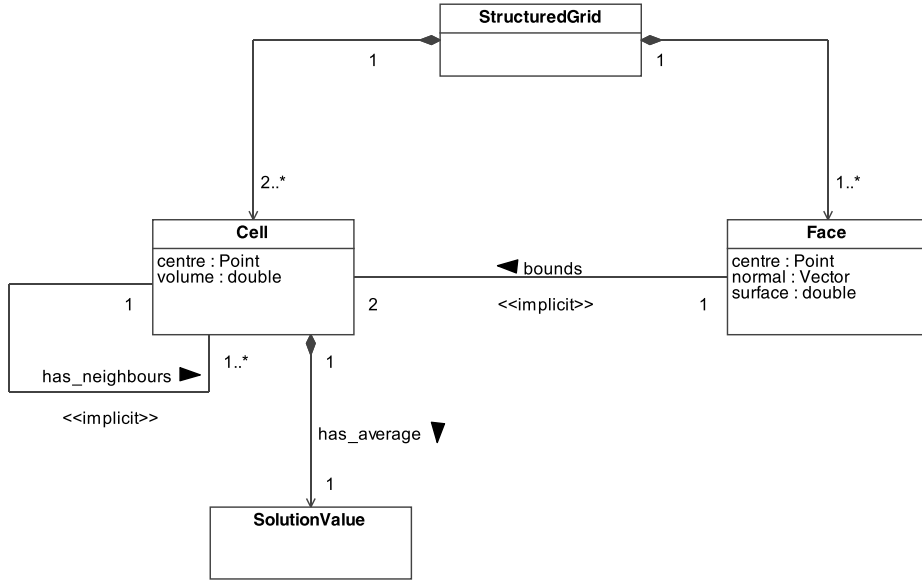 StructuredGrid
1
1
2..*
1..*
Cell
centre : Point
volume : double
Face
centre : Point
normal : Vector
surface : double
bounds
<<implicit>>
1
2
1
1..*
1
has_neighbours
<<implicit>>
has_average
1
SolutionValue